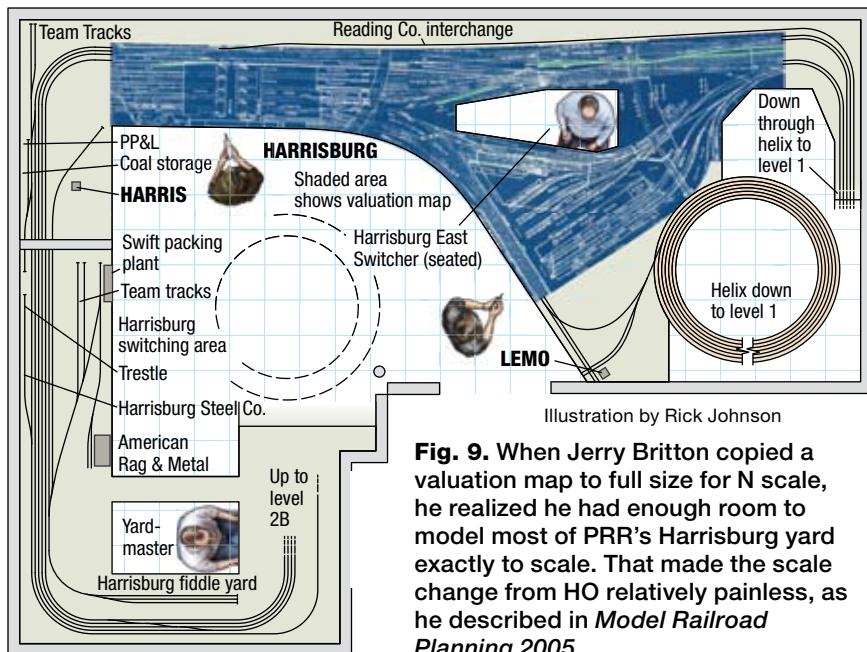 Team Tracks
Reading Co. interchange
PP&L
Coal storage
HARRIS
HARRISBURG
Shaded area
shows valuation map
Down
through
helix to
level 1
Harrisburg East
Switcher (seated)
Swift packing
plant
Team tracks
Harrisburg
switching area
Trestle
Harrisburg Steel Co.
Helix down
to level 1
LEMO
American
Rag & Metal
Up to
level
2B
Yard-
master
Harrisburg fiddle yard
Illustration by Rick Johnson
Fig. 9. When Jerry Britton copied a
valuation map to full size for N scale,
he realized he had enough room to
model most of PRR's Harrisburg yard
exactly to scale. That made the scale
change from HO relatively painless, as
he described in Model Railroad
Planning 2005